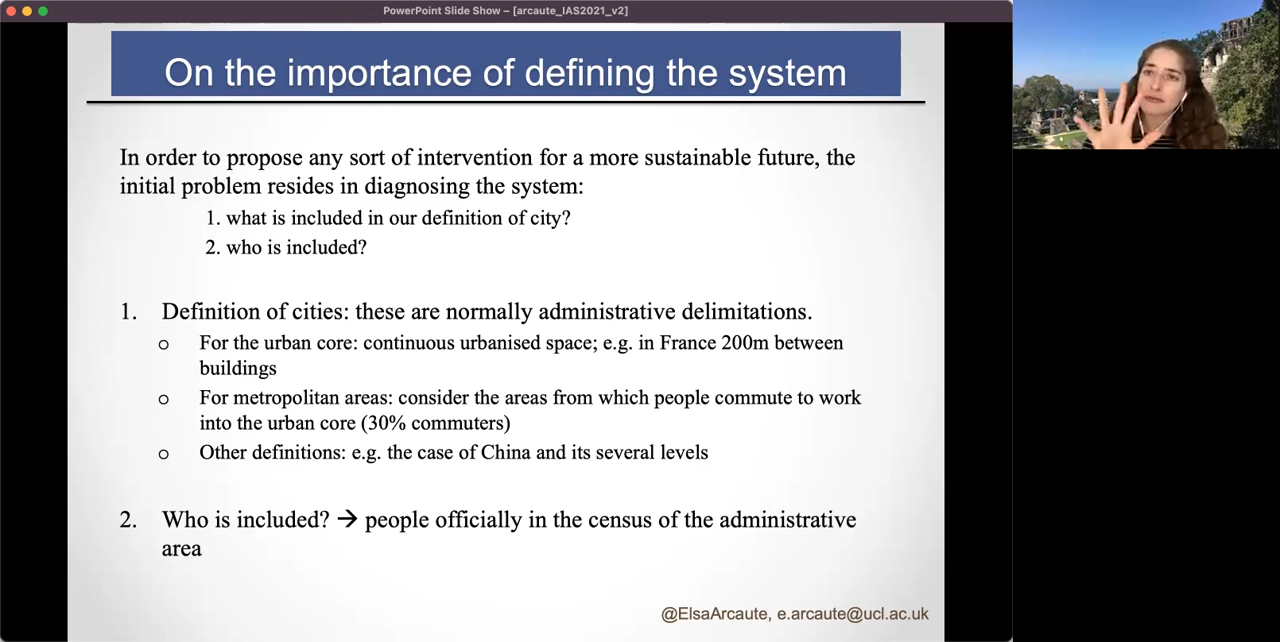 PowerPoint Slide Show – [arcaute_IAS2021_v2]
On the importance of defining the system
In order to propose any sort of intervention for a more sustainable future, the
initial problem resides in diagnosing the system:
1. what is included in our definition of city?
2. who is included?
1. Definition of cities: these are normally administrative delimitations.
o For the urban core: continuous urbanised space; e.g. in France 200m between
buildings
o For metropolitan areas: consider the areas from which people commute to work
into the urban core (30% commuters)
o Other definitions: e.g. the case of China and its several levels
2. Who is included? → people officially in the census of the administrative
area
@ElsaArcaute, e.arcaute@ucl.ac.uk